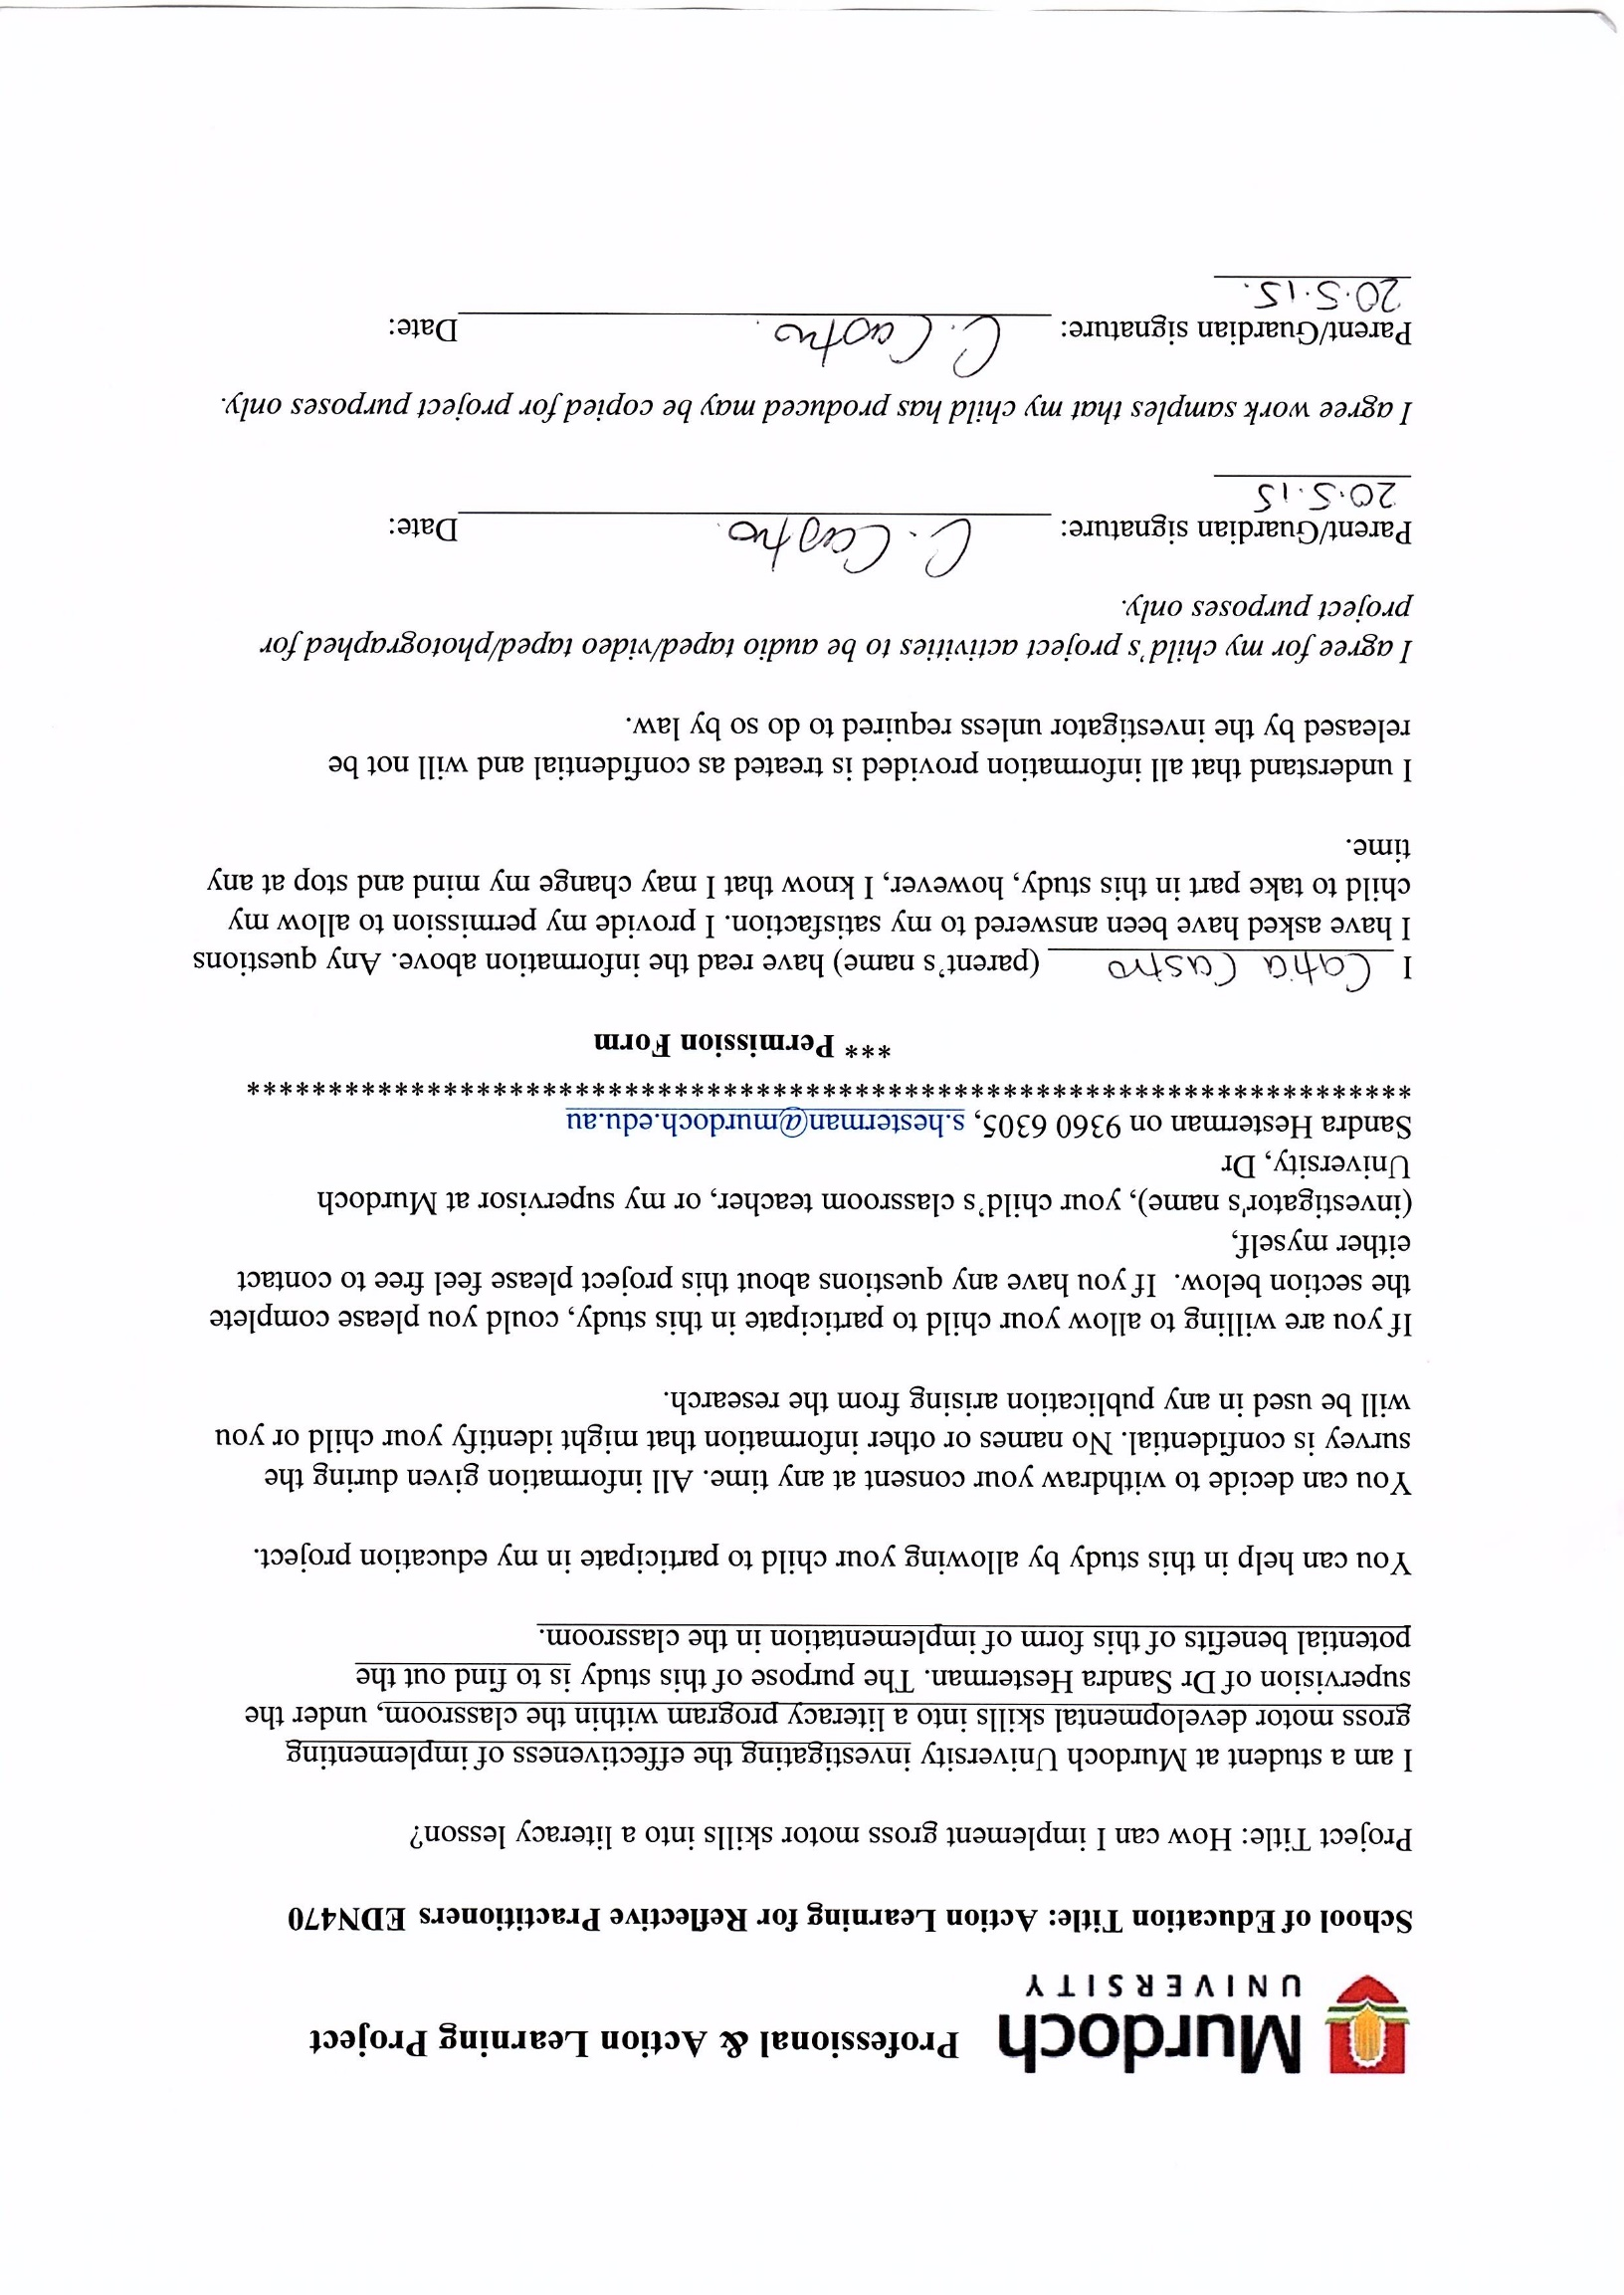 Murdoch
UNIVERSITY
Professional & Action Learning Project
School of Education Title: Action Learning for Reflective Practitioners EDN470
Project Title: How can I implement gross motor skills into a literacy lesson?
I am a student at Murdoch University investigating the effectiveness of implementing
gross motor developmental skills into a literacy program within the classroom, under the
supervision of Dr Sandra Hesterman. The purpose of this study is to find out the
potential benefits of this form of implementation in the classroom.
You can help in this study by allowing your child to participate in my education project.
You can decide to withdraw your consent at any time. All information given during the
survey is confidential. No names or other information that might identify your child or you
will be used in any publication arising from the research.
If you are willing to allow your child to participate in this study, could you please complete
the section below. If you have any questions about this project please feel free to contact
either myself,
(investigator's name), your child's classroom teacher, or my supervisor at Murdoch
University, Dr
Sandra Hesterman on 9360 6305, s.hesterman@murdoch.edu.au
************************************************************************
*** Permission Form
I Catia Castro (parent's name) have read the information above. Any questions
I have asked have been answered to my satisfaction. I provide my permission to allow my
child to take part in this study, however, I know that I may change my mind and stop at any
time.
I understand that all information provided is treated as confidential and will not be
released by the investigator unless required to do so by law.
I agree for my child's project activities to be audio taped/video taped/photographed for
project purposes only.
Parent/Guardian signature: C. Castro. Date:
20.5.15
I agree work samples that my child has produced may be copied for project purposes only.
Parent/Guardian signature: C. Castro. Date:
20.5.15.